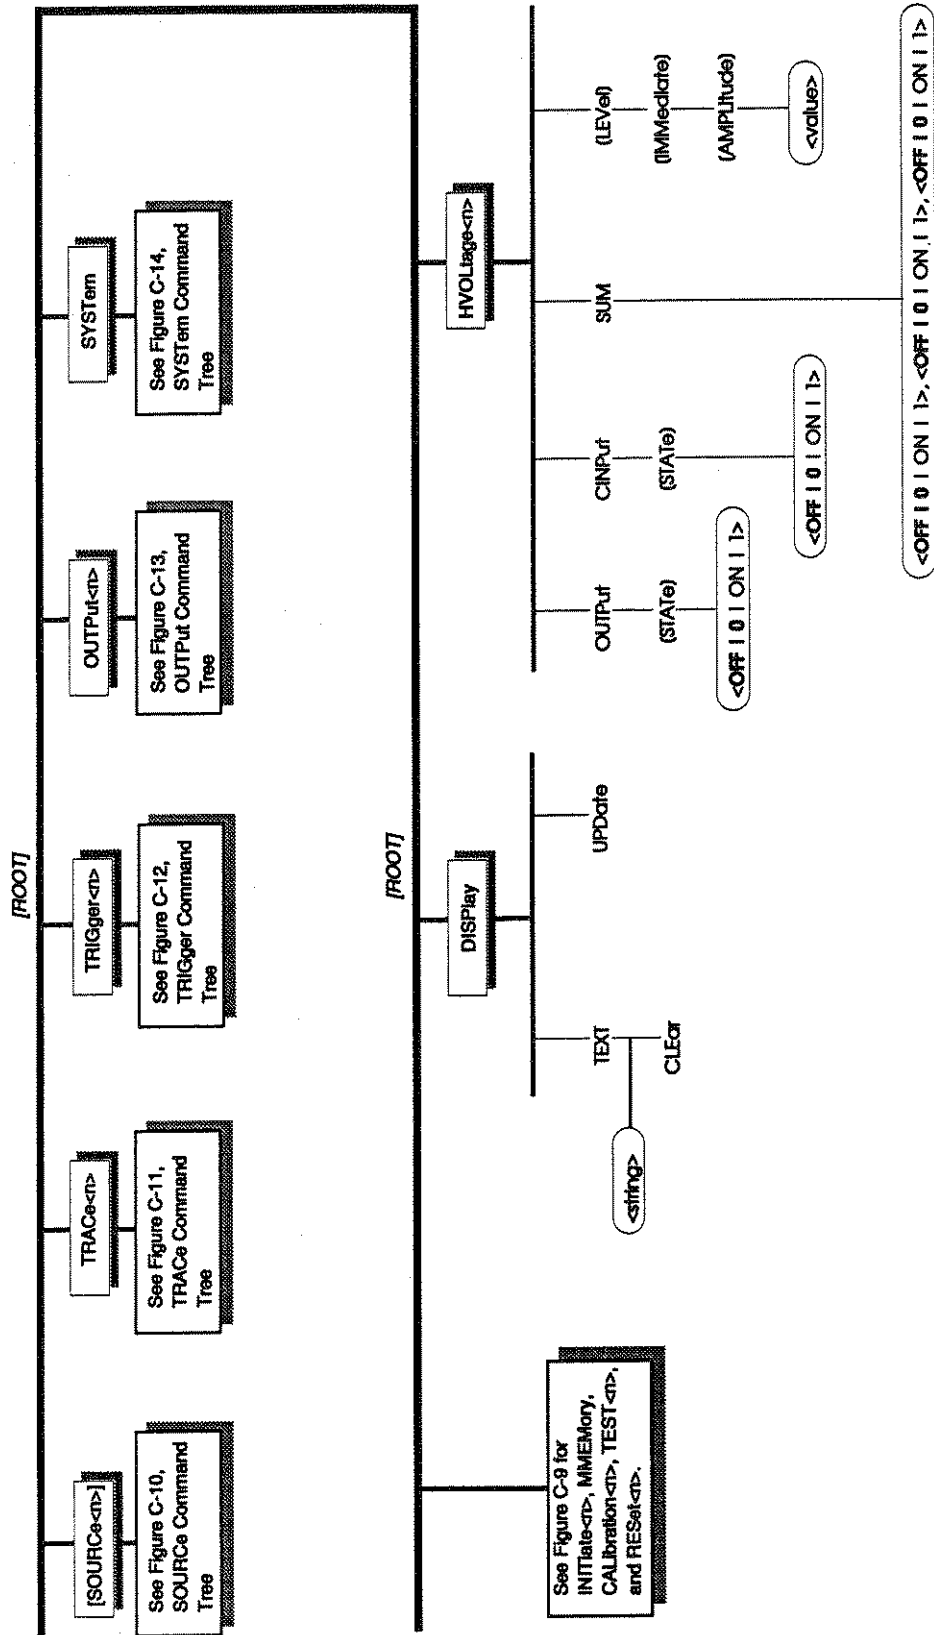 [ROOT]
[SOURCe<n>]
See Figure C-10,
SOURCe Command
Tree
TRACe<n>
See Figure C-11,
TRACe Command
Tree
TRIGger<n>
See Figure C-12,
TRIGger Command
Tree
OUTPut<n>
See Figure C-13,
OUTPut Command
Tree
SYSTem
See Figure C-14,
SYSTem Command
Tree
[ROOT]
See Figure C-9 for
INITiate<n>, MMEMory,
CALibration<n>, TEST<n>,
and RESet<n>.
DISPlay
TEXT
<string>
CLEar
UPDate
HVOLtage<n>
OUTPut
(STATe)
<OFF | 0 | ON | 1>
CINPut
(STATe)
<OFF | 0 | ON | 1>
SUM
<OFF | 0 | ON | 1>, <OFF | 0 | ON | 1>, <OFF | 0 | ON | 1>
(LEVel)
(IMMediate)
(AMPLitude)
<value>